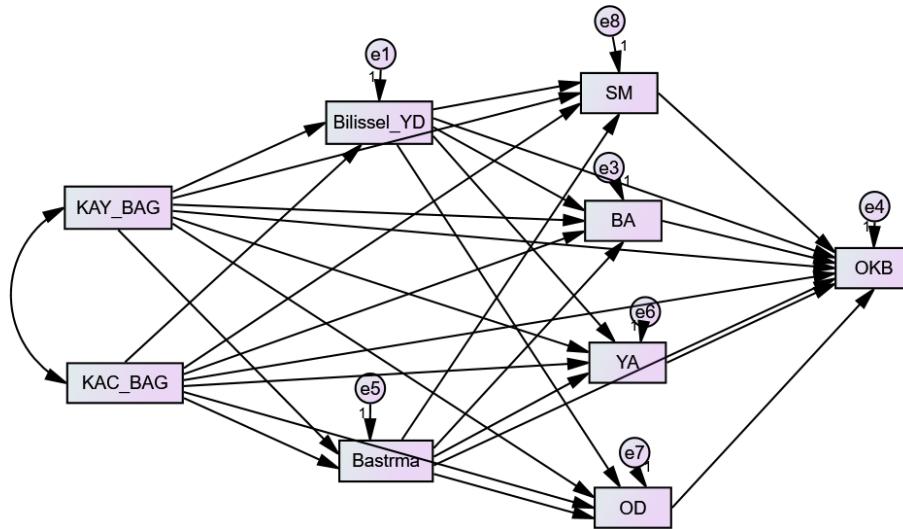 e8
1
SM
e1
1
Bilissel_YD
e3
1
BA
KAY_BAG
e4
1
OKB
e6
1
YA
KAC_BAG
e5
1
Bastrma
e7
1
OD